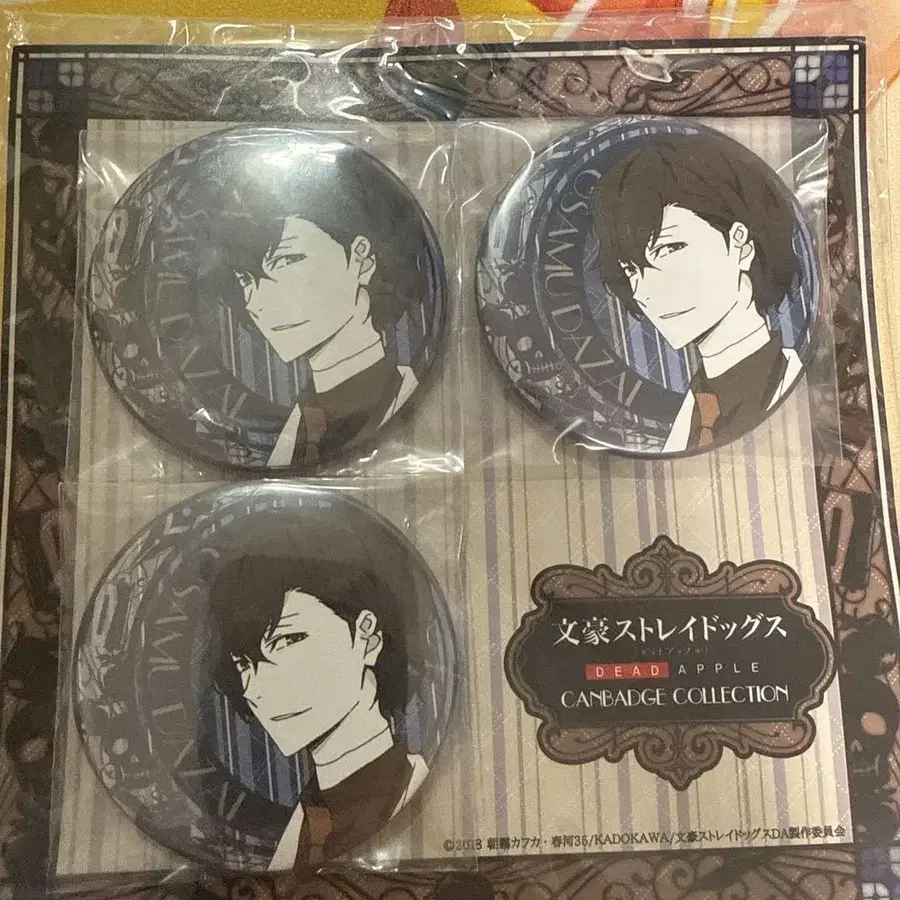 OSAMU DAZAI
OSAMU DAZAI
OSAMU DAZAI
文豪ストレイドッグス
DEAD APPLE
CANBADGE COLLECTION
©2018 朝霧カフカ・春河35/KADOKAWA/文豪ストレイドッグスDA製作委員会